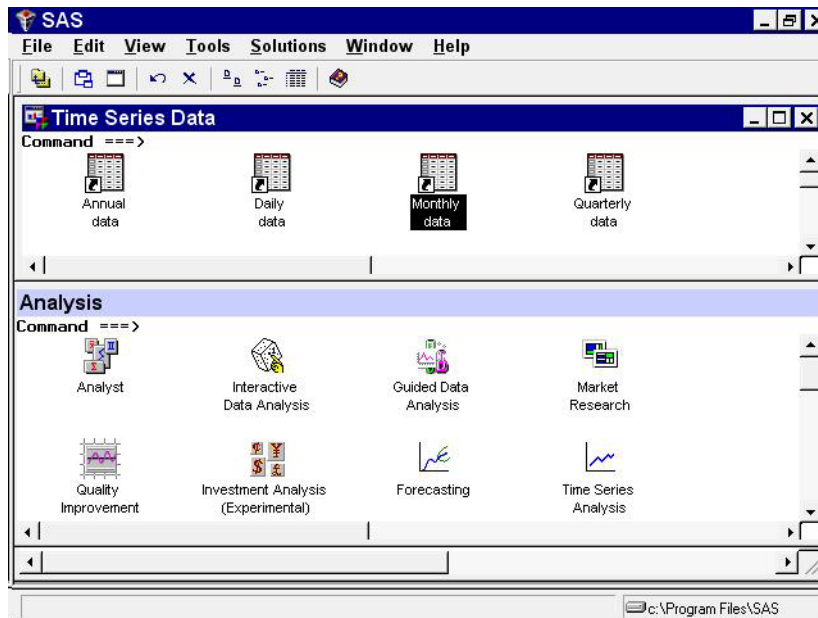 SAS
File Edit View Tools Solutions Window Help
Time Series Data
Command ===>
Annual data
Daily data
Monthly data
Quarterly data
Analysis
Command ===>
Analyst
Interactive Data Analysis
Guided Data Analysis
Market Research
Quality Improvement
Investment Analysis (Experimental)
Forecasting
Time Series Analysis
c:\Program Files\SAS